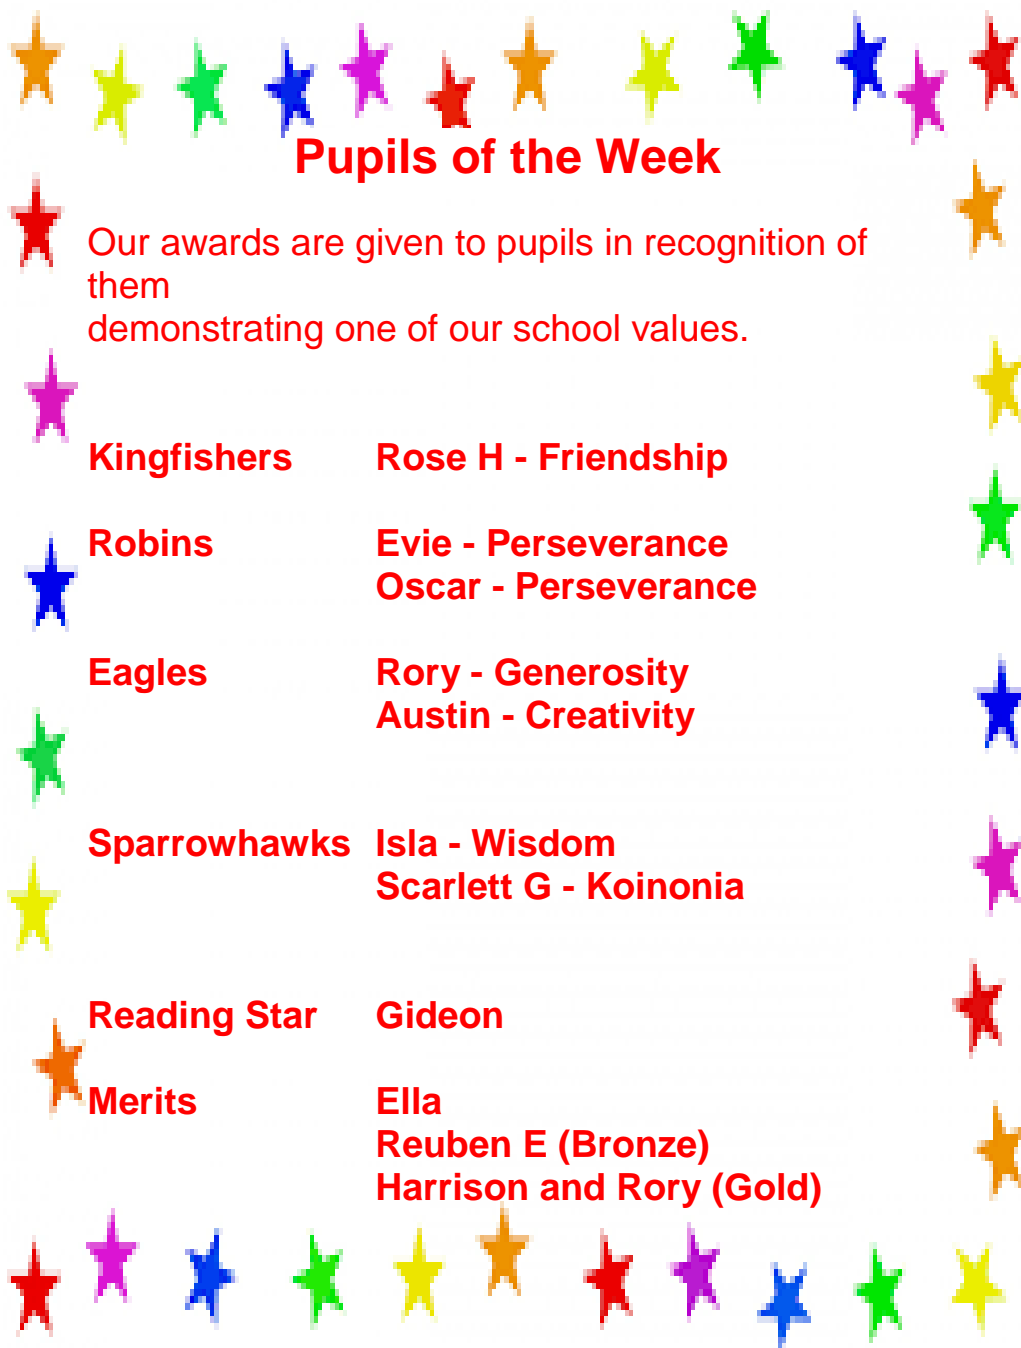 Pupils of the Week
Our awards are given to pupils in recognition of
them
demonstrating one of our school values.
Kingfishers Rose H - Friendship
Robins Evie - Perseverance
Oscar - Perseverance
Eagles Rory - Generosity
Austin - Creativity
Sparrowhawks Isla - Wisdom
Scarlett G - Koinonia
Reading Star Gideon
Merits Ella
Reuben E (Bronze)
Harrison and Rory (Gold)